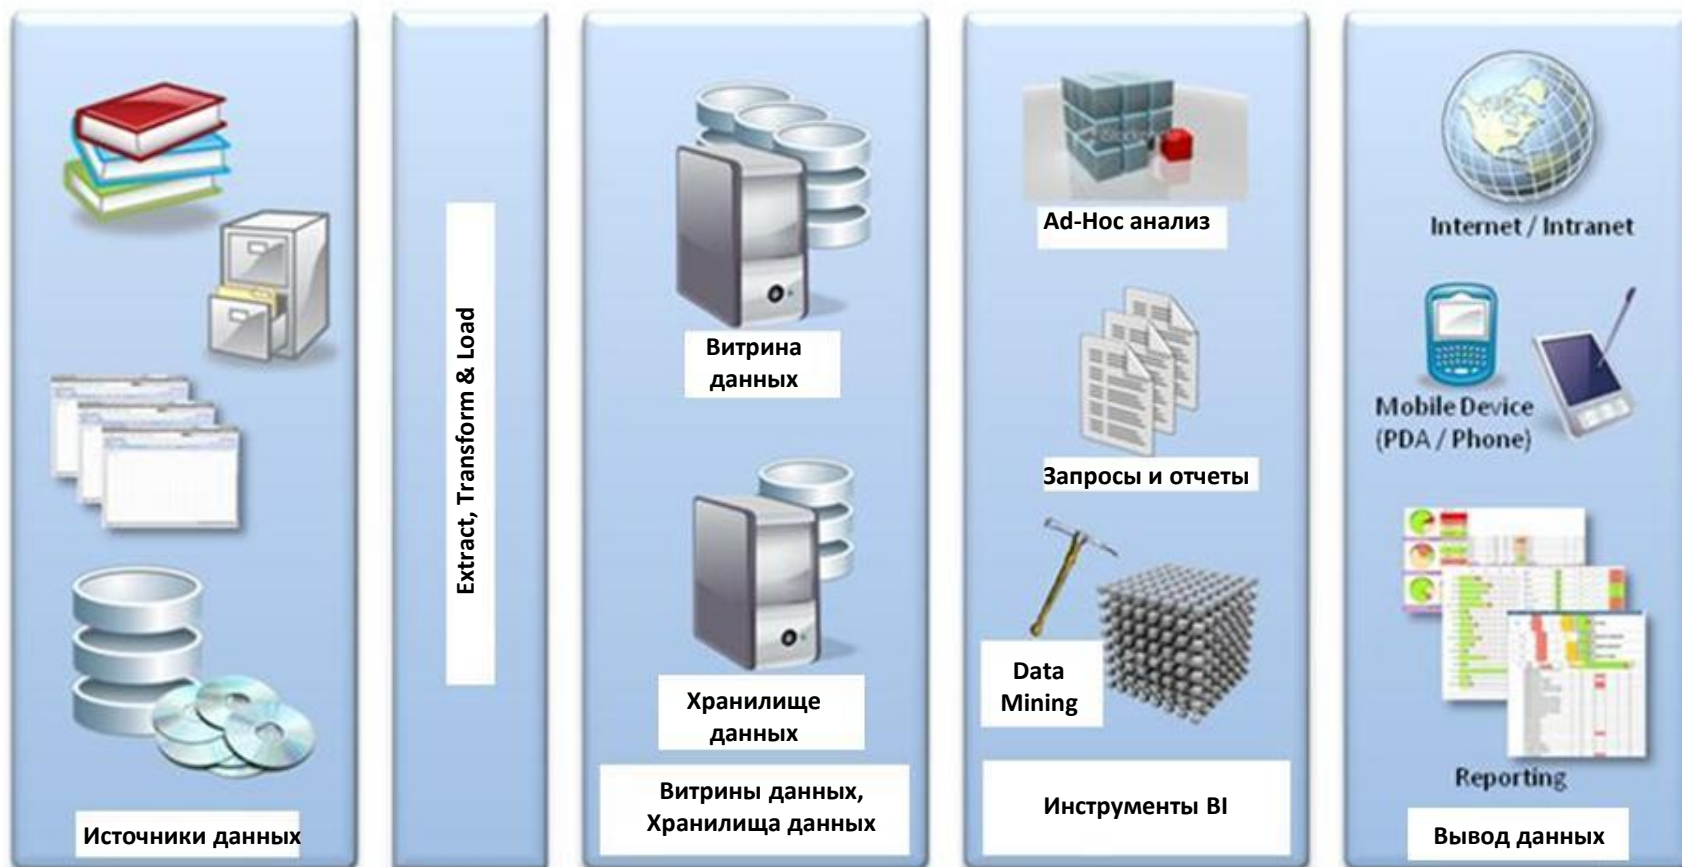 Источники данных
Extract, Transform & Load
Витрина
данных
Хранилище
данных
Витрины данных,
Хранилища данных
Ad-Hoc анализ
Запросы и отчеты
Data
Mining
Инструменты BI
Internet / Intranet
Mobile Device
(PDA / Phone)
Reporting
Вывод данных